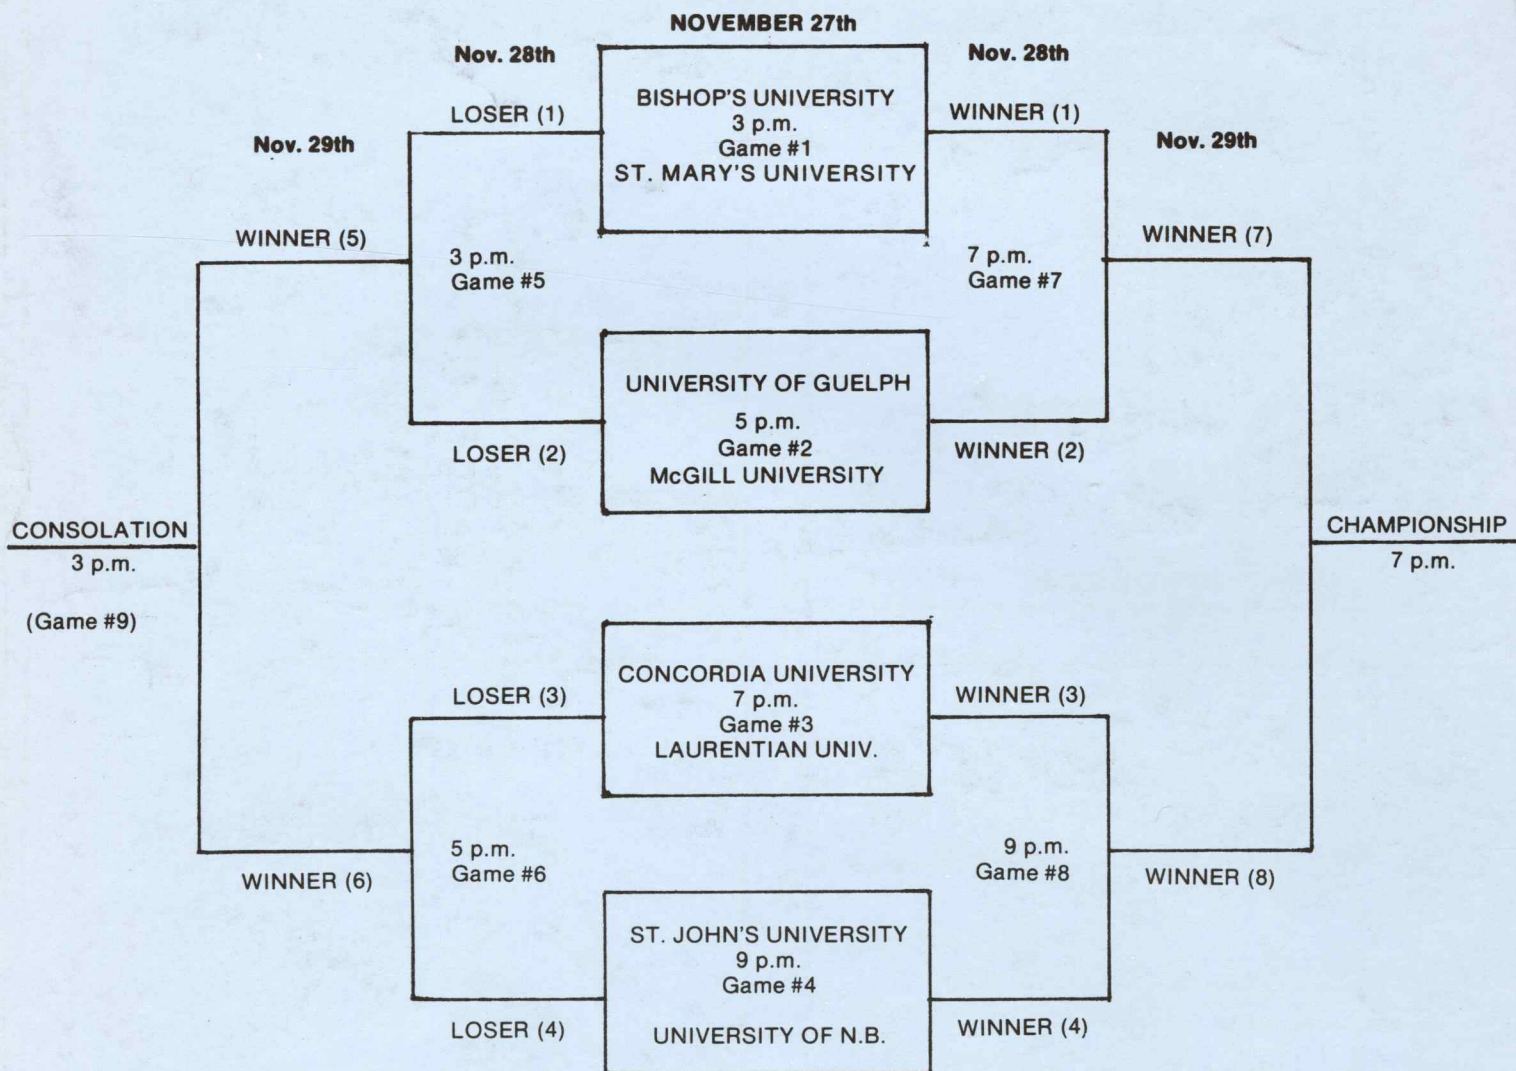 NOVEMBER 27th
Nov. 28th
Nov. 28th
BISHOP'S UNIVERSITY
3 p.m.
Game #1
ST. MARY'S UNIVERSITY
LOSER (1)
WINNER (1)
Nov. 29th
Nov. 29th
WINNER (5)
3 p.m.
Game #5
7 p.m.
Game #7
WINNER (7)
UNIVERSITY OF GUELPH
5 p.m.
Game #2
McGILL UNIVERSITY
LOSER (2)
WINNER (2)
CONSOLATION
3 p.m.
(Game #9)
CHAMPIONSHIP
7 p.m.
CONCORDIA UNIVERSITY
7 p.m.
Game #3
LAURENTIAN UNIV.
LOSER (3)
WINNER (3)
5 p.m.
Game #6
9 p.m.
Game #8
WINNER (6)
WINNER (8)
ST. JOHN'S UNIVERSITY
9 p.m.
Game #4
UNIVERSITY OF N.B.
LOSER (4)
WINNER (4)